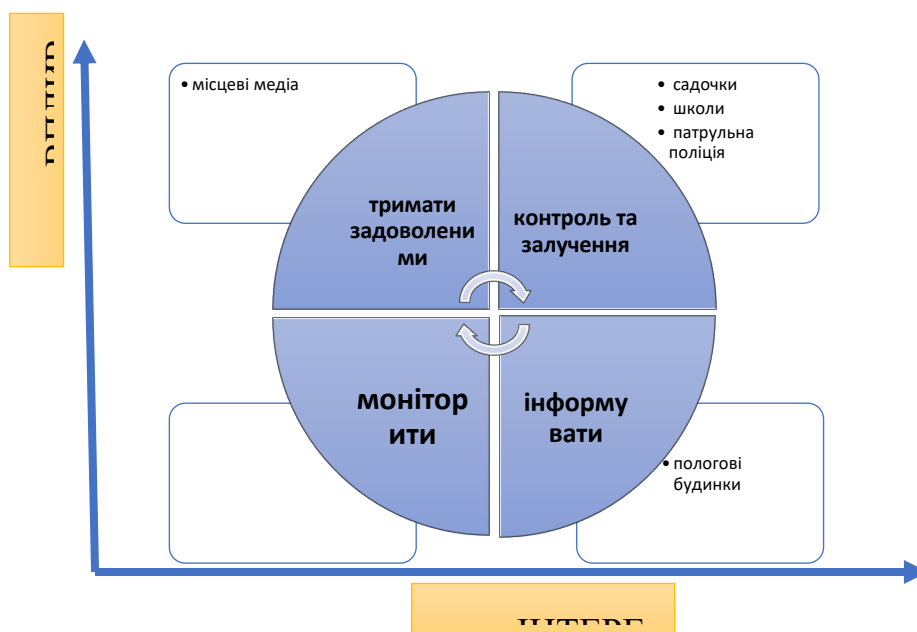 • місцеві медіа
• садочки
• школи
• патрульна
поліція
тримати
задоволени
ми
контроль та
залучення
монітор
ити
інформу
вати
• пологові
будинки